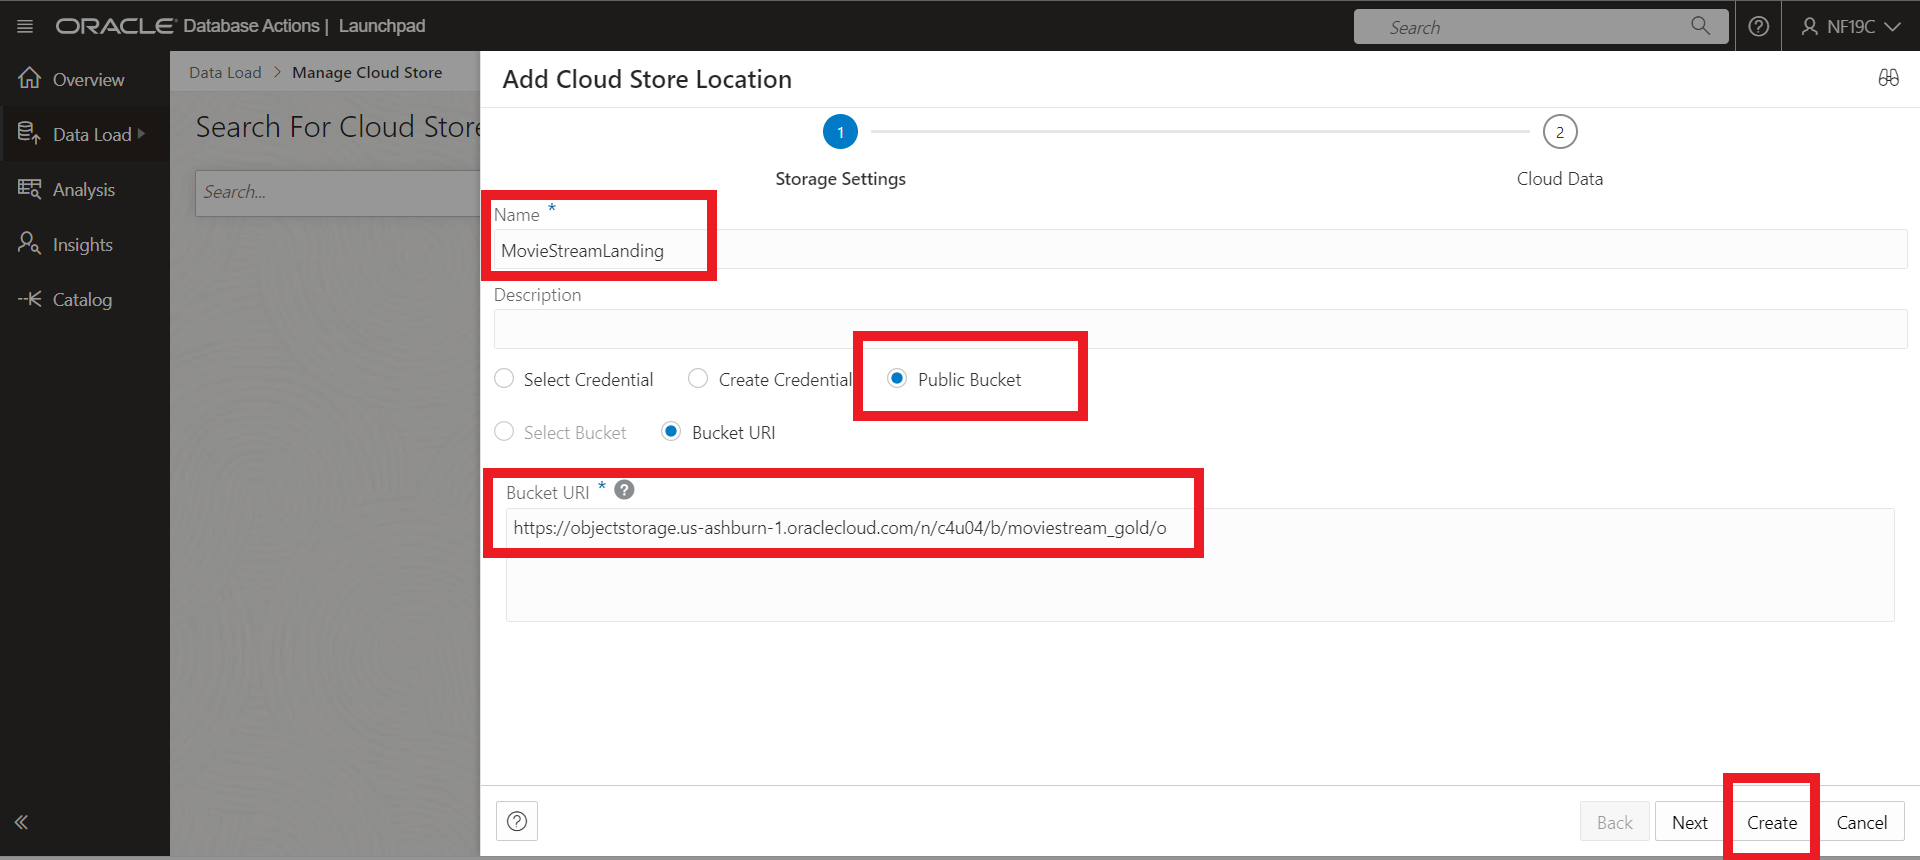 ORACLE Database Actions | Launchpad
Search
NF19C
Overview
Data Load
Analysis
Insights
Catalog
Data Load > Manage Cloud Store
Search For Cloud Store
Search...
Add Cloud Store Location
1
2
Storage Settings
Cloud Data
Name *
MovieStreamLanding
Description
Select Credential
Create Credential
Public Bucket
Select Bucket
Bucket URI
Bucket URI * ?
https://objectstorage.us-ashburn-1.oraclecloud.com/n/c4u04/b/moviestream_gold/o
?
Back
Next
Create
Cancel